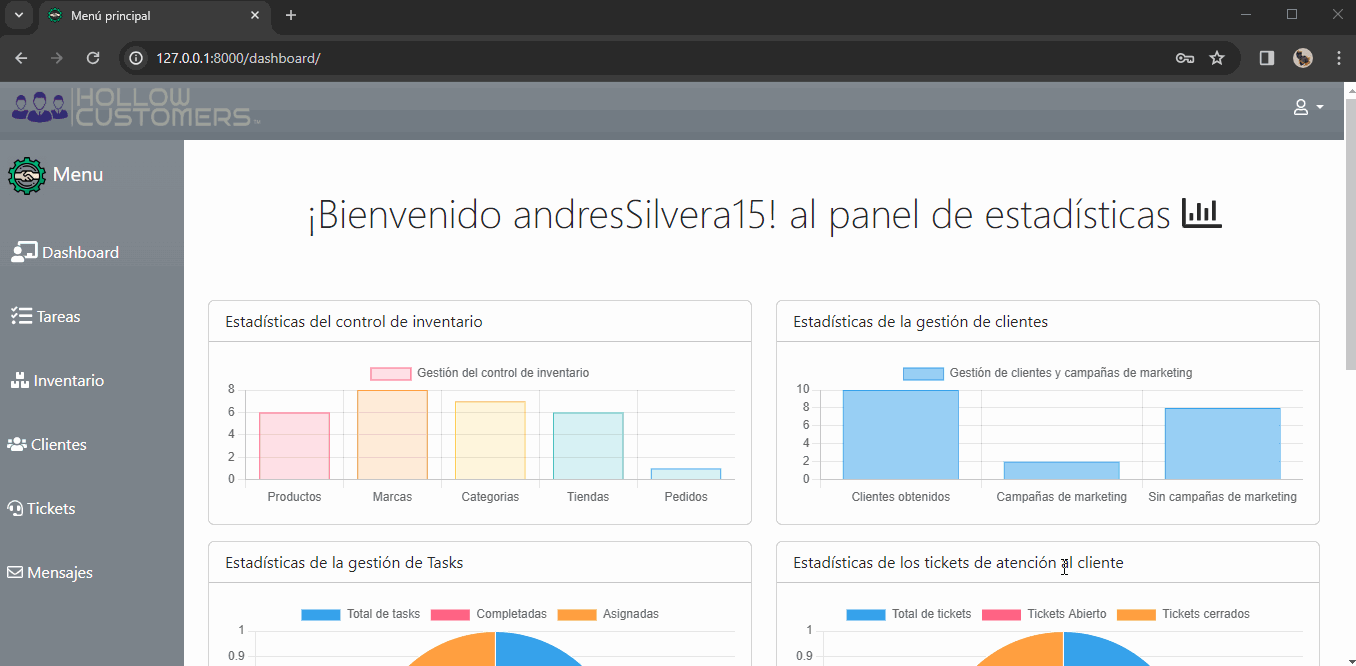 Menú principal
127.0.0.1:8000/dashboard/
HOLLOW
CUSTOMERS™
Menu
Dashboard
Tareas
Inventario
Clientes
Tickets
Mensajes
¡Bienvenido andresSilvera15! al panel de estadísticas
Estadísticas del control de inventario
Gestión del control de inventario
8
6
4
2
0
Productos Marcas Categorias Tiendas Pedidos
Estadísticas de la gestión de clientes
Gestión de clientes y campañas de marketing
10
8
6
4
2
0
Clientes obtenidos Campañas de marketing Sin campañas de marketing
Estadísticas de la gestión de Tasks
Total de tasks Completadas Asignadas
1
0.9
Estadísticas de los tickets de atención al cliente
Total de tickets Tickets Abierto Tickets cerrados
1
0.9